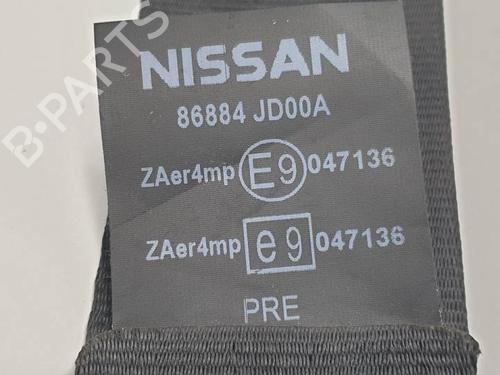 B-PARTS
NISSAN
86884 JD00A
ZAer4mp E9 047136
ZAer4mp e9 047136
PRE